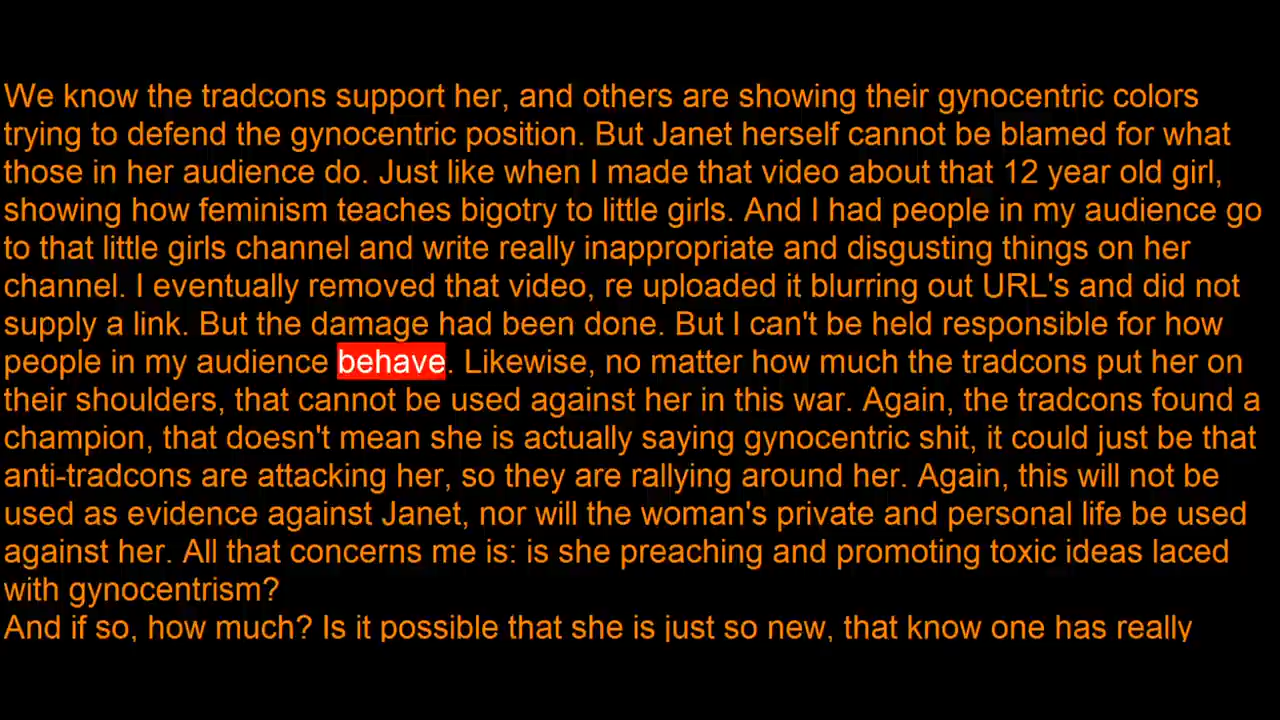 We know the tradcons support her, and others are showing their gynocentric colors
trying to defend the gynocentric position. But Janet herself cannot be blamed for what
those in her audience do. Just like when I made that video about that 12 year old girl,
showing how feminism teaches bigotry to little girls. And I had people in my audience go
to that little girls channel and write really inappropriate and disgusting things on her
channel. I eventually removed that video, re uploaded it blurring out URL's and did not
supply a link. But the damage had been done. But I can't be held responsible for how
people in my audience behave. Likewise, no matter how much the tradcons put her on
their shoulders, that cannot be used against her in this war. Again, the tradcons found a
champion, that doesn't mean she is actually saying gynocentric shit, it could just be that
anti-tradcons are attacking her, so they are rallying around her. Again, this will not be
used as evidence against Janet, nor will the woman's private and personal life be used
against her. All that concerns me is: is she preaching and promoting toxic ideas laced
with gynocentrism?
And if so, how much? Is it possible that she is just so new, that know one has really